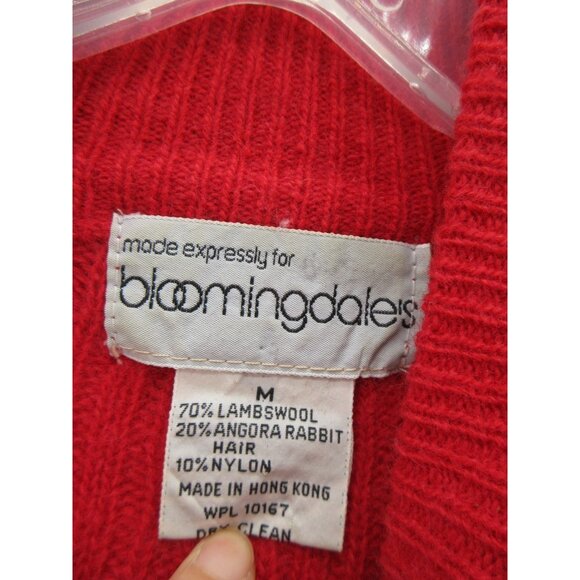 made expressly for
bloomingdale's
M
70% LAMBSWOOL
20% ANGORA RABBIT
HAIR
10% NYLON
MADE IN HONG KONG
WPL 10167
DRY CLEAN